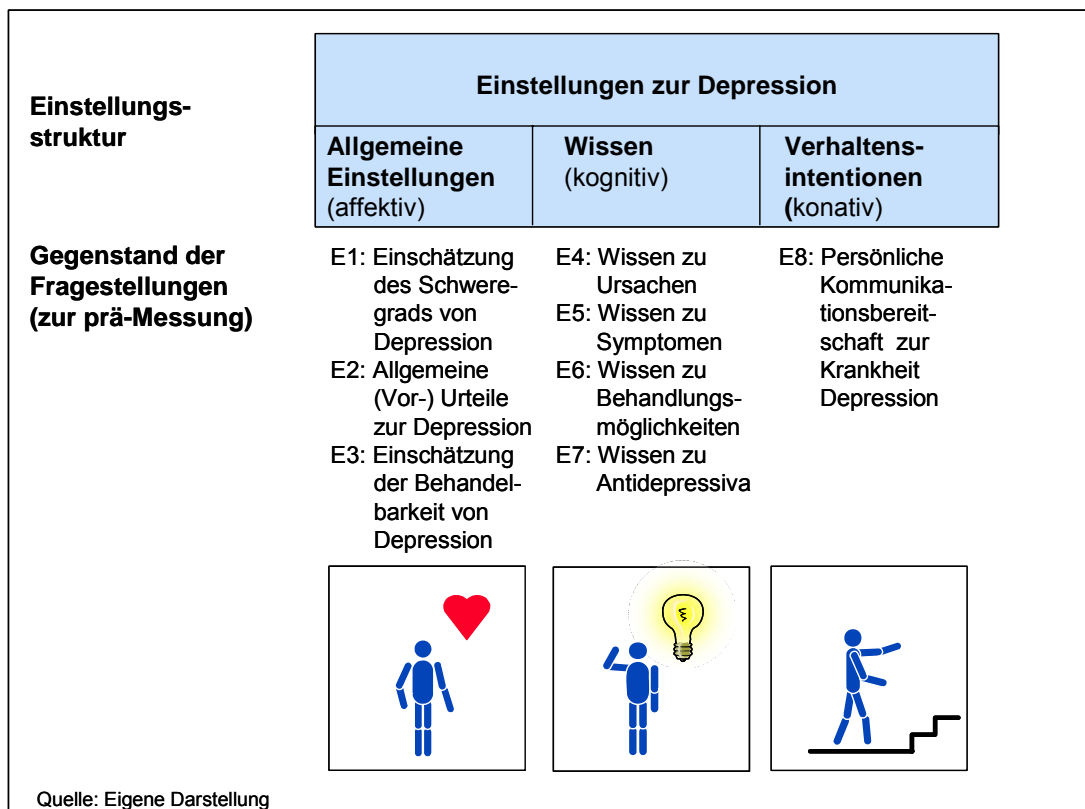 Einstellungs-
struktur
Einstellungen zur Depression
Allgemeine
Einstellungen
(affektiv)
Wissen
(kognitiv)
Verhaltens-
intentionen
(konativ)
Gegenstand der
Fragestellungen
(zur prä-Messung)
E1: Einschätzung
des Schwere-
grads von
Depression
E2: Allgemeine
(Vor-) Urteile
zur Depression
E3: Einschätzung
der Behandel-
barkeit von
Depression
E4: Wissen zu
Ursachen
E5: Wissen zu
Symptomen
E6: Wissen zu
Behandlungs-
möglichkeiten
E7: Wissen zu
Antidepressiva
E8: Persönliche
Kommunika-
tionsbereit-
schaft zur
Krankheit
Depression
Quelle: Eigene Darstellung